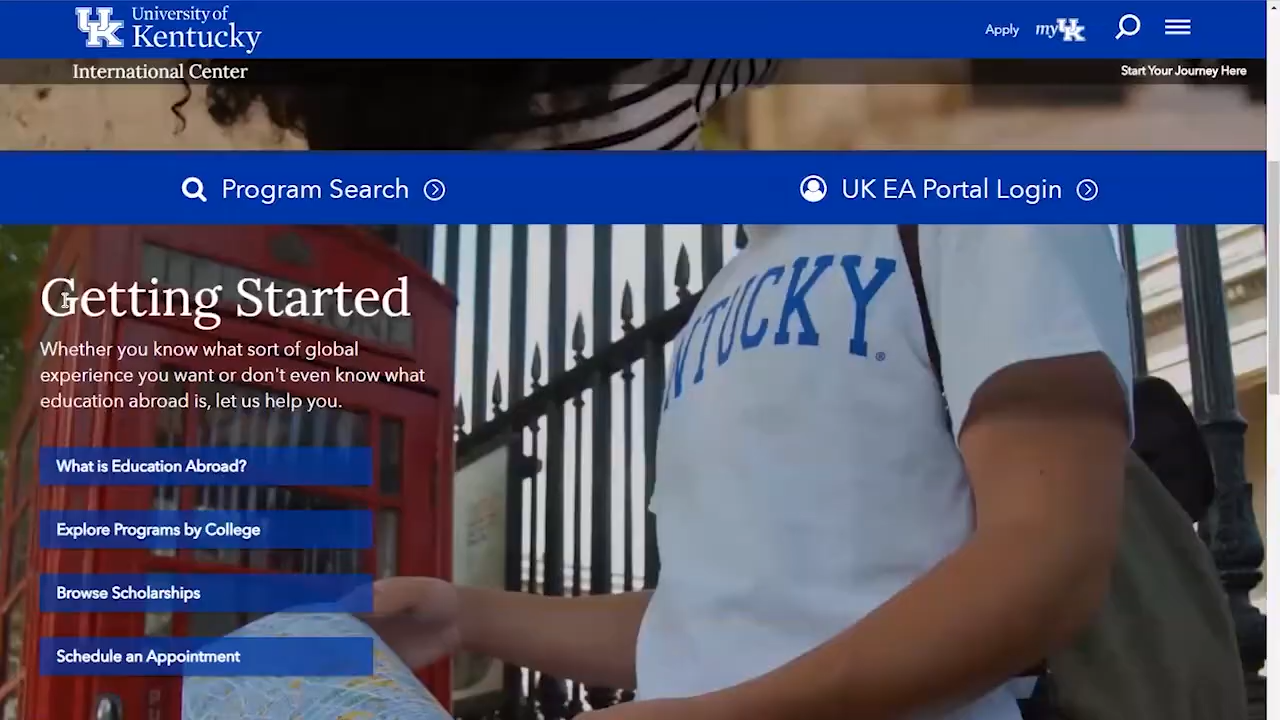 University of
Kentucky
Apply
myUK
International Center
Start Your Journey Here
Program Search
UK EA Portal Login
Getting Started
Whether you know what sort of global
experience you want or don't even know what
education abroad is, let us help you.
What is Education Abroad?
Explore Programs by College
Browse Scholarships
Schedule an Appointment
NTUCKY®